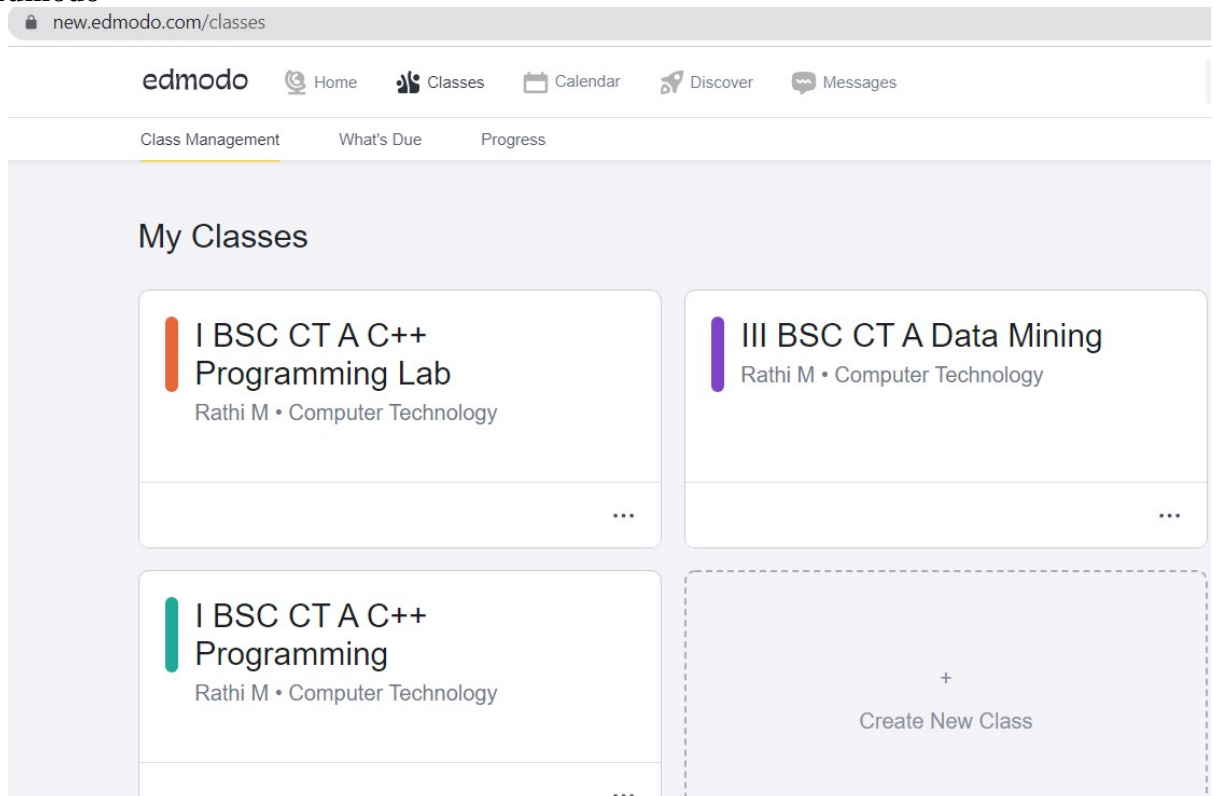 new.edmodo.com/classes
edmodo Home Classes Calendar Discover Messages
Class Management What's Due Progress
My Classes
I BSC CT A C++
Programming Lab
Rathi M • Computer Technology
...
III BSC CT A Data Mining
Rathi M • Computer Technology
...
I BSC CT A C++
Programming
Rathi M • Computer Technology
...
+
Create New Class